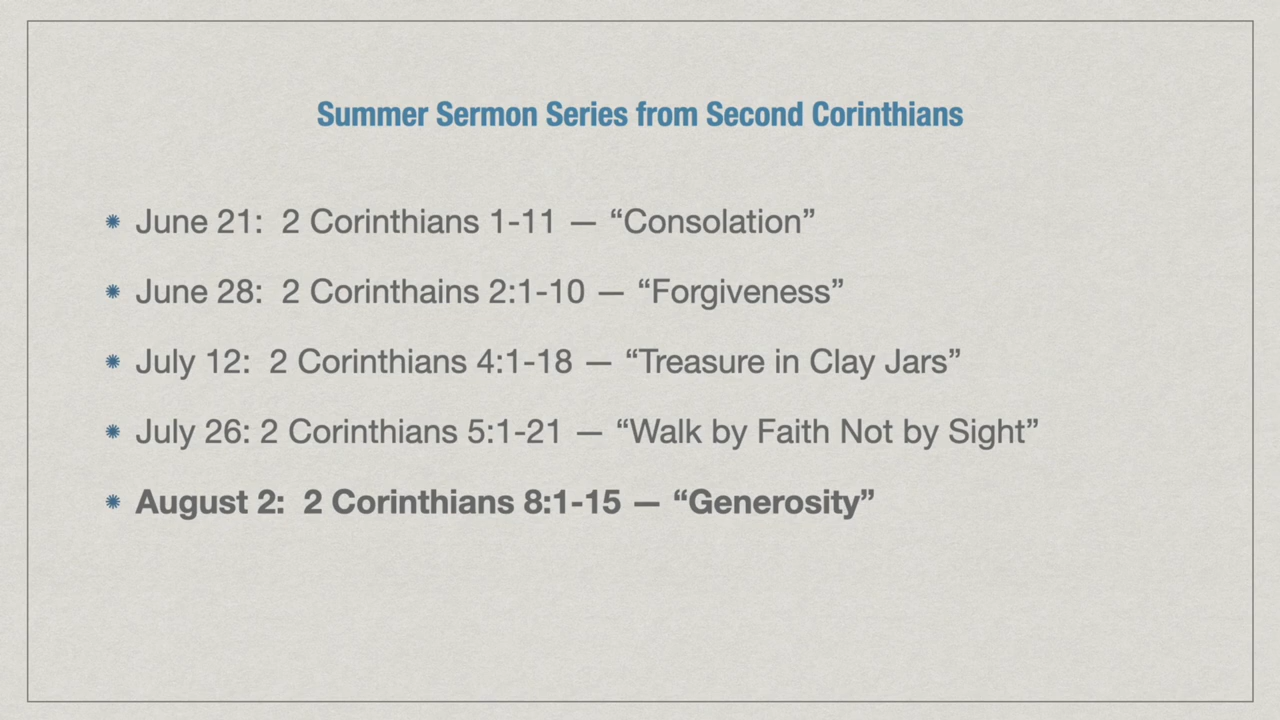 Summer Sermon Series from Second Corinthians
June 21:  2 Corinthians 1-11 — “Consolation”
June 28:  2 Corinthains 2:1-10 — “Forgiveness”
July 12:  2 Corinthians 4:1-18 — “Treasure in Clay Jars”
July 26: 2 Corinthians 5:1-21 — “Walk by Faith Not by Sight”
August 2:  2 Corinthians 8:1-15 — “Generosity”